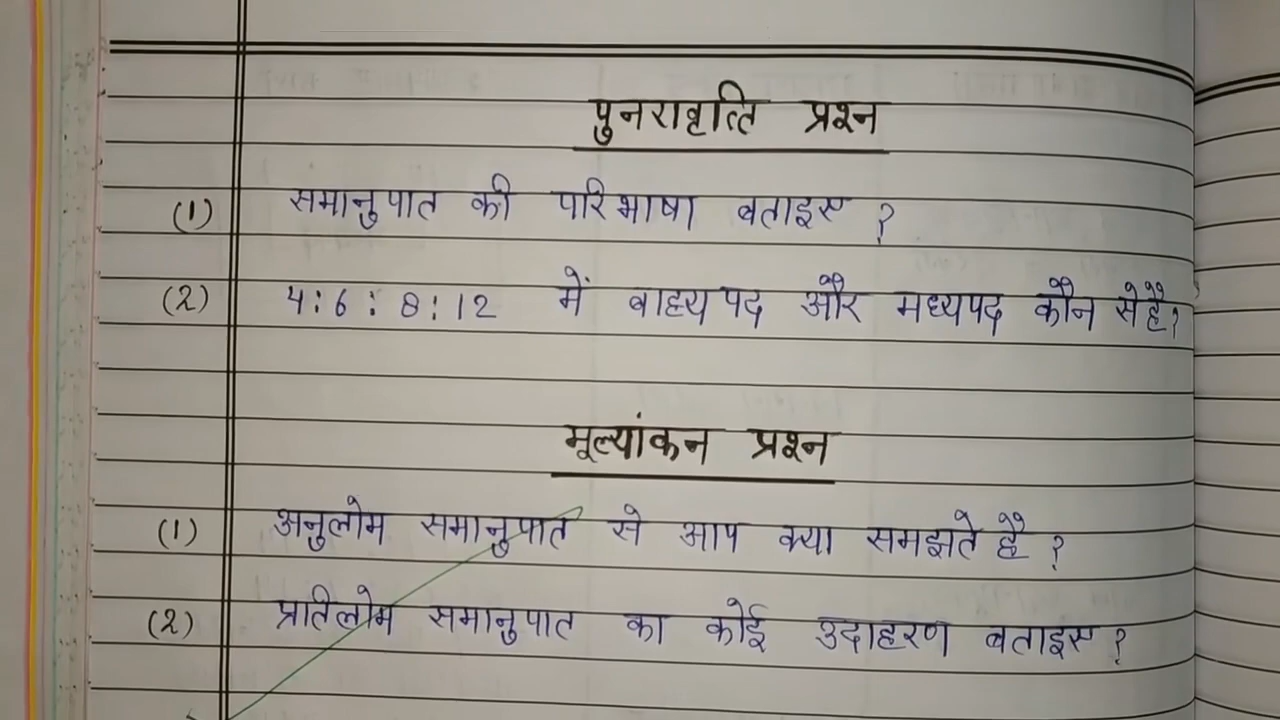 पुनरावृत्ति प्रश्न
(1) समानुपात की परिभाषा बताइए ?
(2) 4:6 : 8:12 में वाह्यपद और मध्यपद कौन से है ?
मूल्यांकन प्रश्न
(1) अनुलोम समानुपात से आप क्या समझते है ?
(2) प्रतिलोम समानुपात का कोई उदाहरण बताइए ?